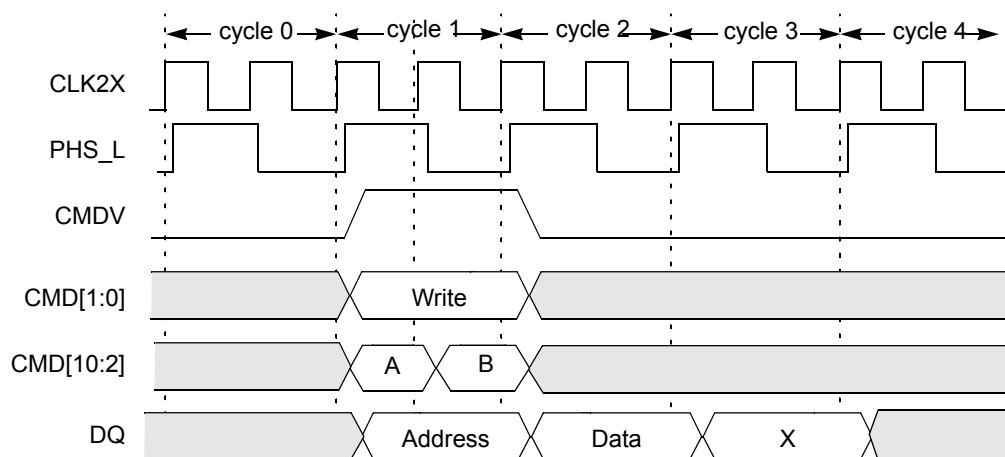 cycle 0 cycle 1 cycle 2 cycle 3 cycle 4
CLK2X
PHS_L
CMDV
CMD[1:0] Write
CMD[10:2] A B
DQ Address Data X